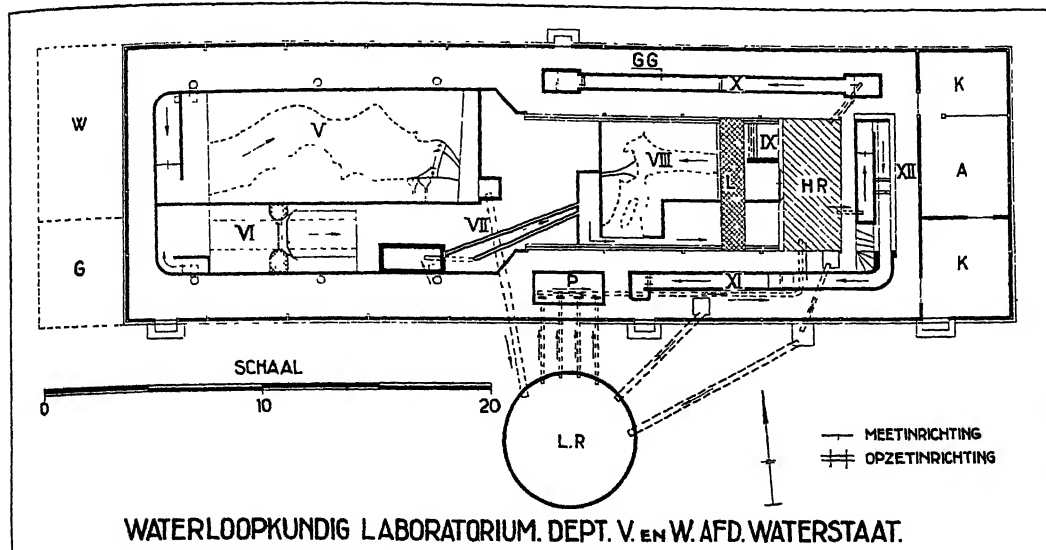 GG
K
X
W
V
IX
VIII
L
HR
XII
A
VII
VI
G
P
XI
K
SCHAAL
0 10 20
L.R
MEETINRICHTING
OPZETINRICHTING
WATERLOOPKUNDIG LABORATORIUM. DEPT. V. EN W. AFD. WATERSTAAT.